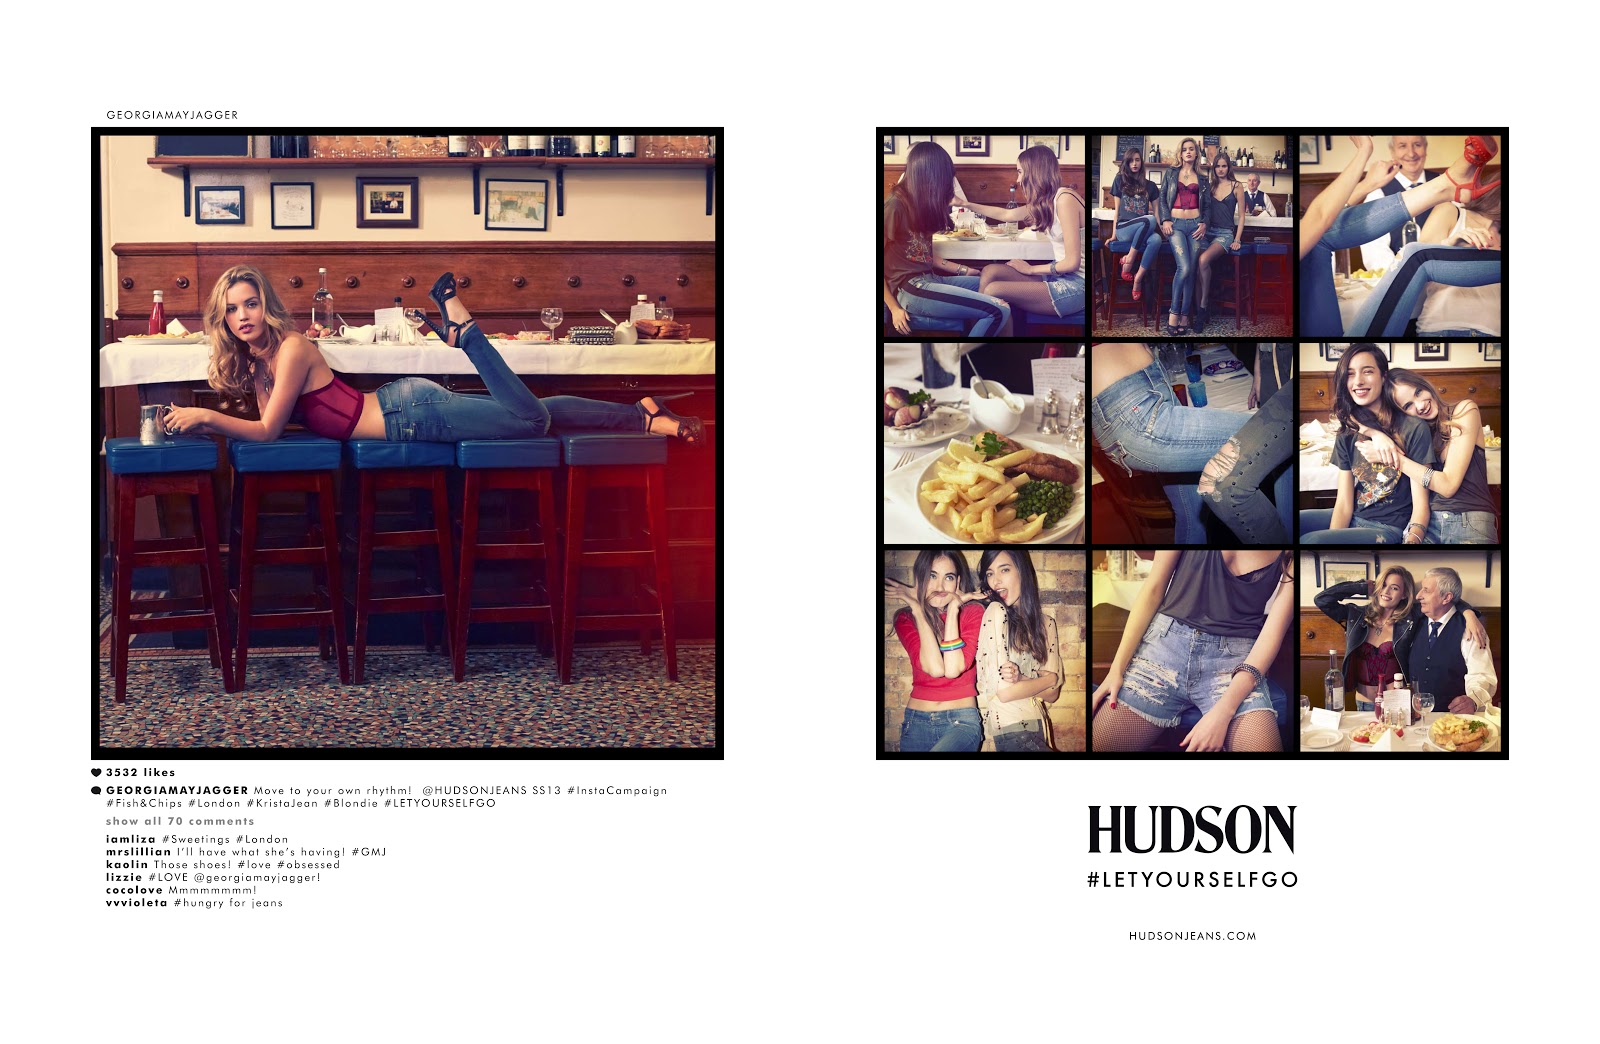 GEORGIAMAYJAGGER
3532 likes
GEORGIAMAYJAGGER Move to your own rhythm! @HUDSONJEANS SS13 #InstaCampaign
#Fish&Chips #London #KristaJean #Blondie #LETYOURSELFGO
show all 70 comments
iamliza #Sweetings #London
mrslillian I'll have what she's having! #GMJ
kaolin Those shoes! #love #obsessed
lizzie #LOVE @georgiamayjagger!
cocolove Mmmmmmmm!
vvvioleta #hungry for jeans
HUDSON
#LETYOURSELFGO
HUDSONJEANS.COM